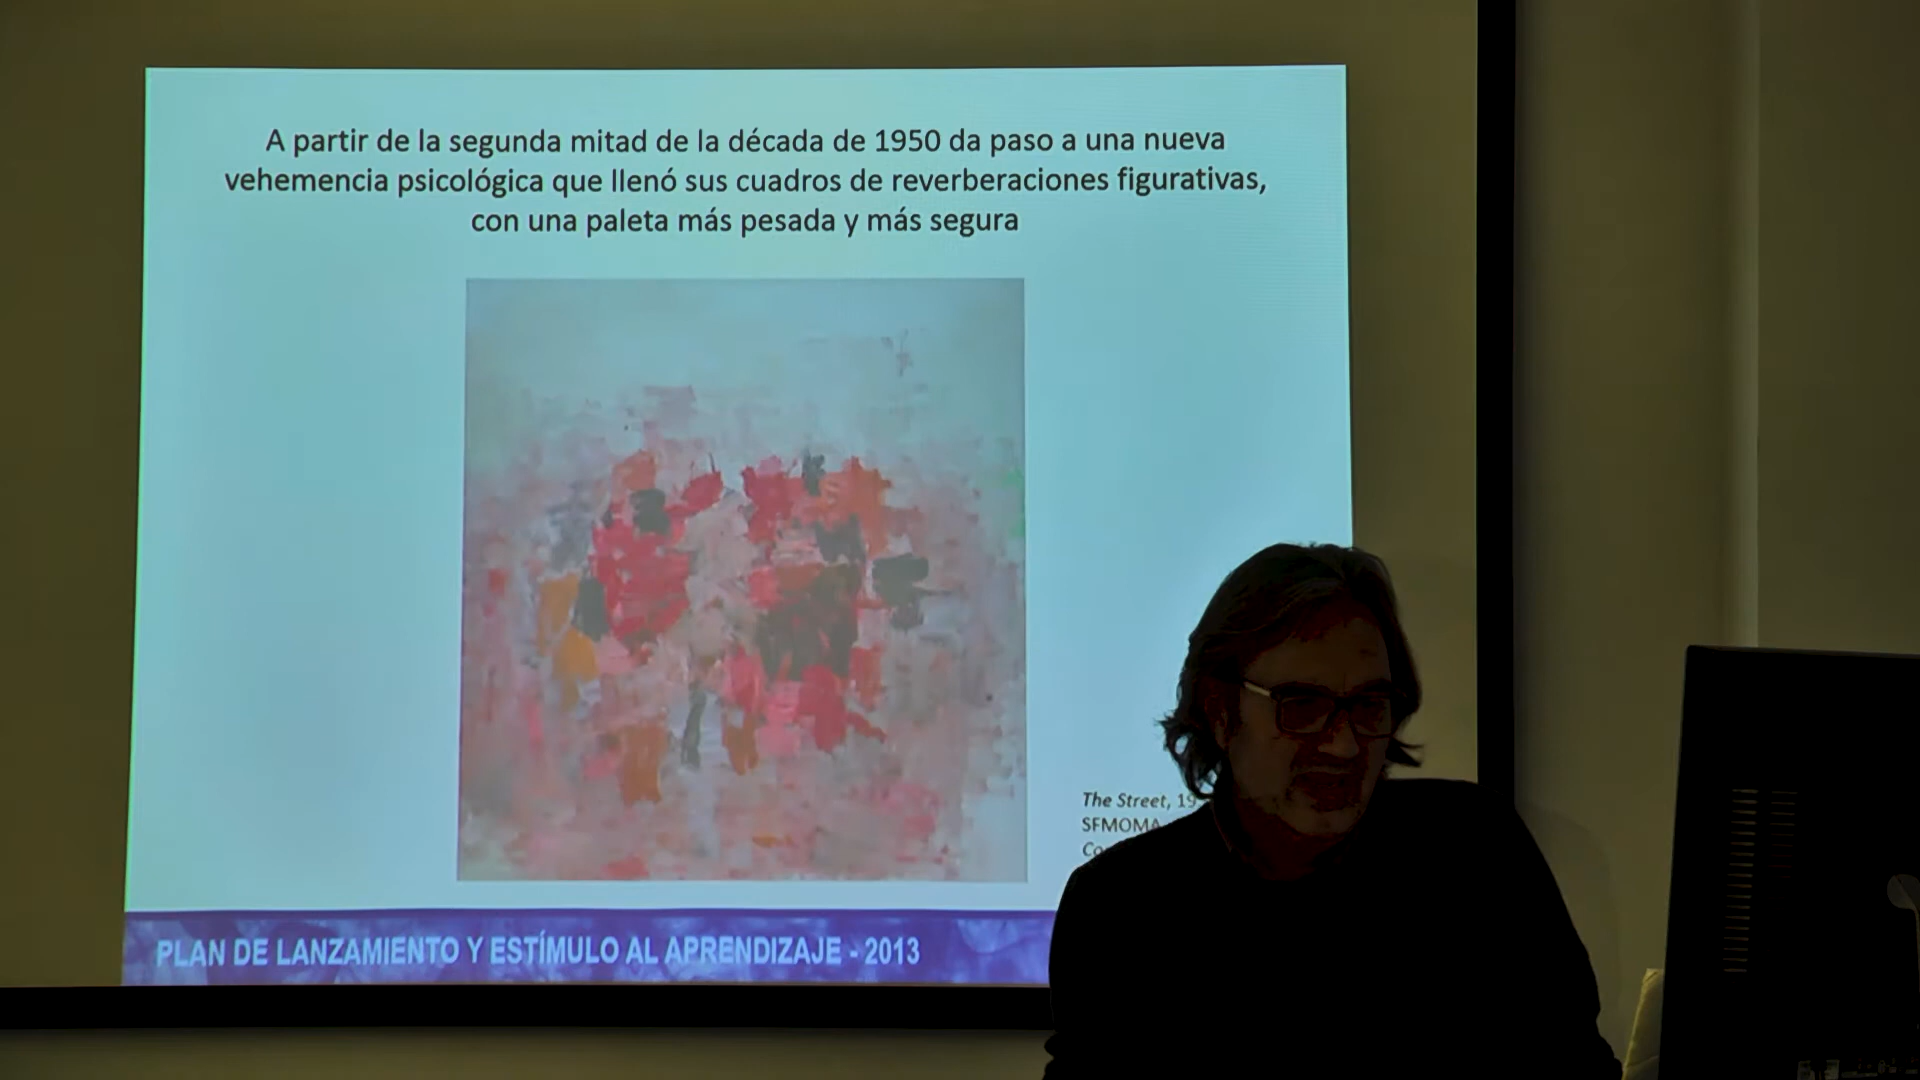 A partir de la segunda mitad de la década de 1950 da paso a una nueva
vehemencia psicológica que llenó sus cuadros de reverberaciones figurativas,
con una paleta más pesada y más segura
The Street, 19
SFMOMA
PLAN DE LANZAMIENTO Y ESTÍMULO AL APRENDIZAJE - 2013